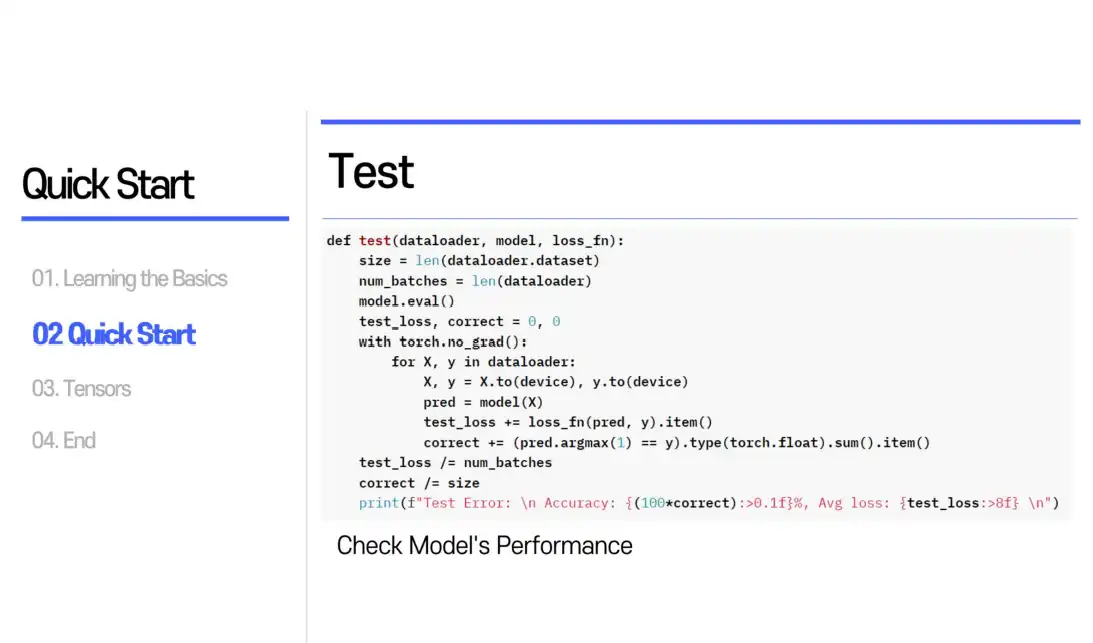 Quick Start
01. Learning the Basics
02 Quick Start
03. Tensors
04. End
Test
def test(dataloader, model, loss_fn):
    size = len(dataloader.dataset)
    num_batches = len(dataloader)
    model.eval()
    test_loss, correct = 0, 0
    with torch.no_grad():
        for X, y in dataloader:
            X, y = X.to(device), y.to(device)
            pred = model(X)
            test_loss += loss_fn(pred, y).item()
            correct += (pred.argmax(1) == y).type(torch.float).sum().item()
    test_loss /= num_batches
    correct /= size
    print(f"Test Error: \n Accuracy: {(100*correct):>0.1f}%, Avg loss: {test_loss:>8f} \n")
Check Model's Performance